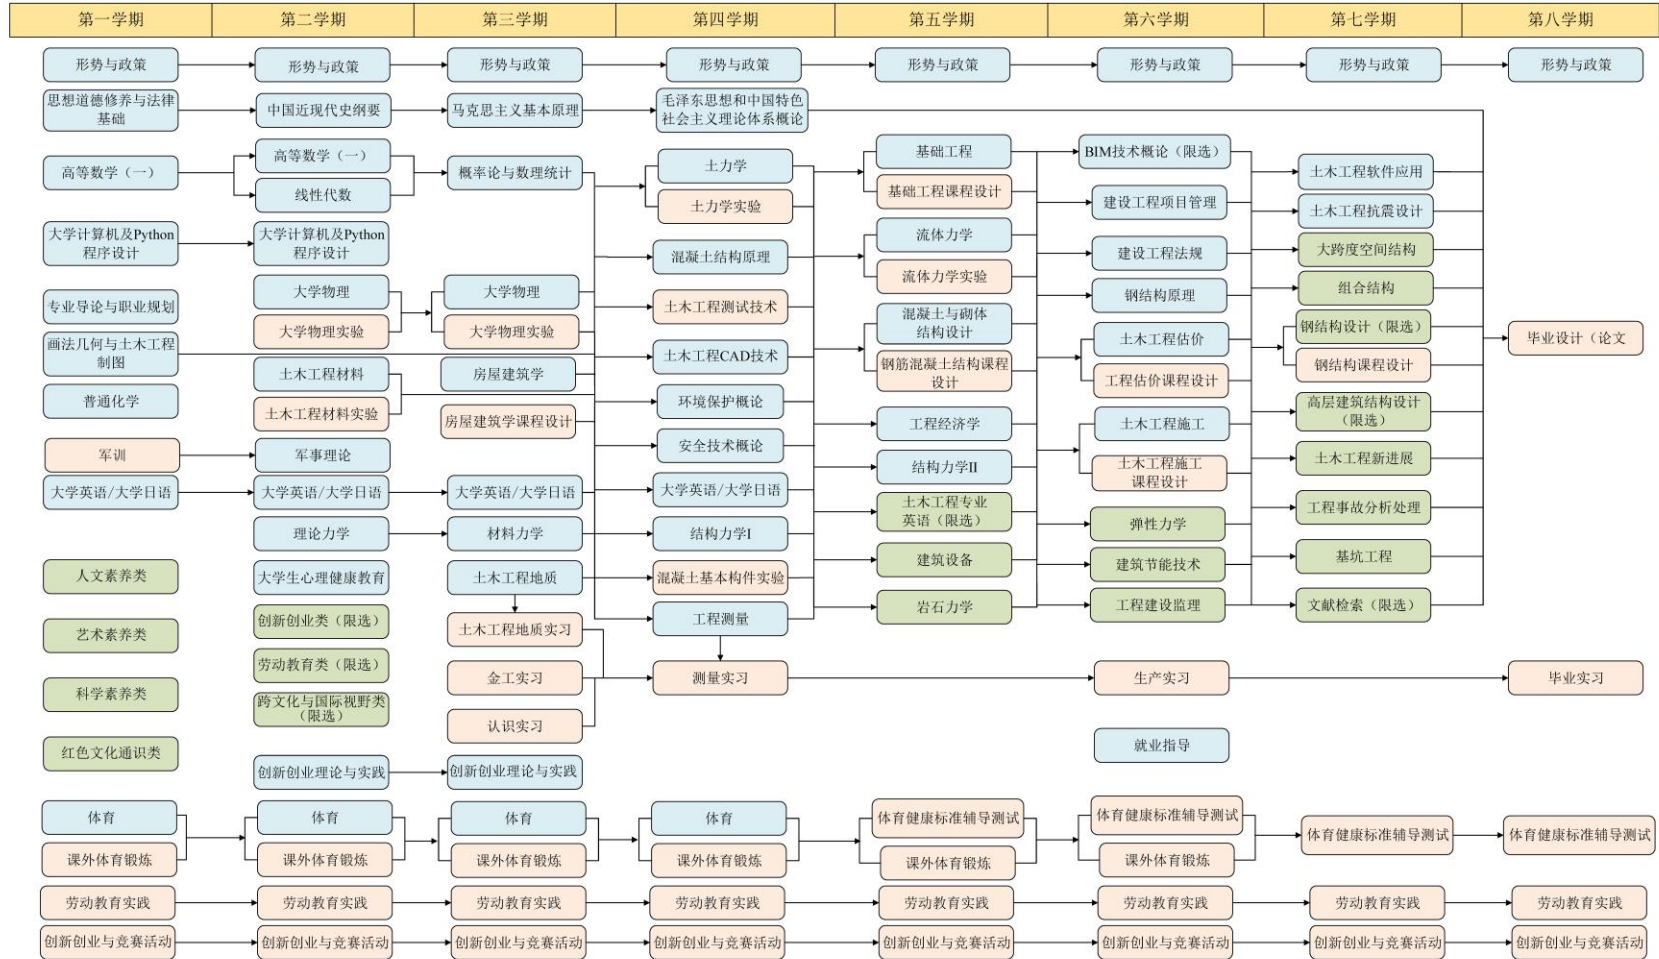 第一学期
第二学期
第三学期
第四学期
第五学期
第六学期
第七学期
第八学期
形势与政策
形势与政策
形势与政策
形势与政策
形势与政策
形势与政策
形势与政策
形势与政策
思想道德修养与法律
基础
中国近现代史纲要
马克思主义基本原理
毛泽东思想和中国特色
社会主义理论体系概论
高等数学（一）
高等数学（一）
线性代数
概率论与数理统计
土力学
土力学实验
基础工程
基础工程课程设计
BIM技术概论（限选）
建设工程项目管理
土木工程软件应用
土木工程抗震设计
大学计算机及Python
程序设计
大学计算机及Python
程序设计
混凝土结构原理
流体力学
流体力学实验
建设工程法规
钢结构原理
大跨度空间结构
组合结构
专业导论与职业规划
大学物理
大学物理实验
大学物理
大学物理实验
土木工程测试技术
混凝土与砌体
结构设计
钢筋混凝土结构课程
设计
土木工程估价
工程估价课程设计
钢结构设计（限选）
钢结构课程设计
毕业设计（论文
画法几何与土木工程
制图
土木工程材料
土木工程材料实验
房屋建筑学
房屋建筑学课程设计
土木工程CAD技术
环境保护概论
普通化学
工程经济学
土木工程施工
土木工程施工
课程设计
高层建筑结构设计
（限选）
军训
军事理论
安全技术概论
结构力学II
土木工程新进展
大学英语/大学日语
大学英语/大学日语
大学英语/大学日语
大学英语/大学日语
土木工程专业
英语（限选）
弹性力学
工程事故分析处理
理论力学
材料力学
结构力学I
建筑设备
建筑节能技术
基坑工程
人文素养类
大学生心理健康教育
土木工程地质
混凝土基本构件实验
岩石力学
工程建设监理
文献检索（限选）
艺术素养类
创新创业类（限选）
土木工程地质实习
工程测量
科学素养类
劳动教育类（限选）
跨文化与国际视野类
（限选）
金工实习
认识实习
测量实习
生产实习
毕业实习
红色文化通识类
创新创业理论与实践
创新创业理论与实践
就业指导
体育
体育
体育
体育
体育健康标准辅导测试
体育健康标准辅导测试
体育健康标准辅导测试
体育健康标准辅导测试
课外体育锻炼
课外体育锻炼
课外体育锻炼
课外体育锻炼
课外体育锻炼
课外体育锻炼
劳动教育实践
劳动教育实践
劳动教育实践
劳动教育实践
劳动教育实践
劳动教育实践
劳动教育实践
劳动教育实践
创新创业与竞赛活动
创新创业与竞赛活动
创新创业与竞赛活动
创新创业与竞赛活动
创新创业与竞赛活动
创新创业与竞赛活动
创新创业与竞赛活动
创新创业与竞赛活动